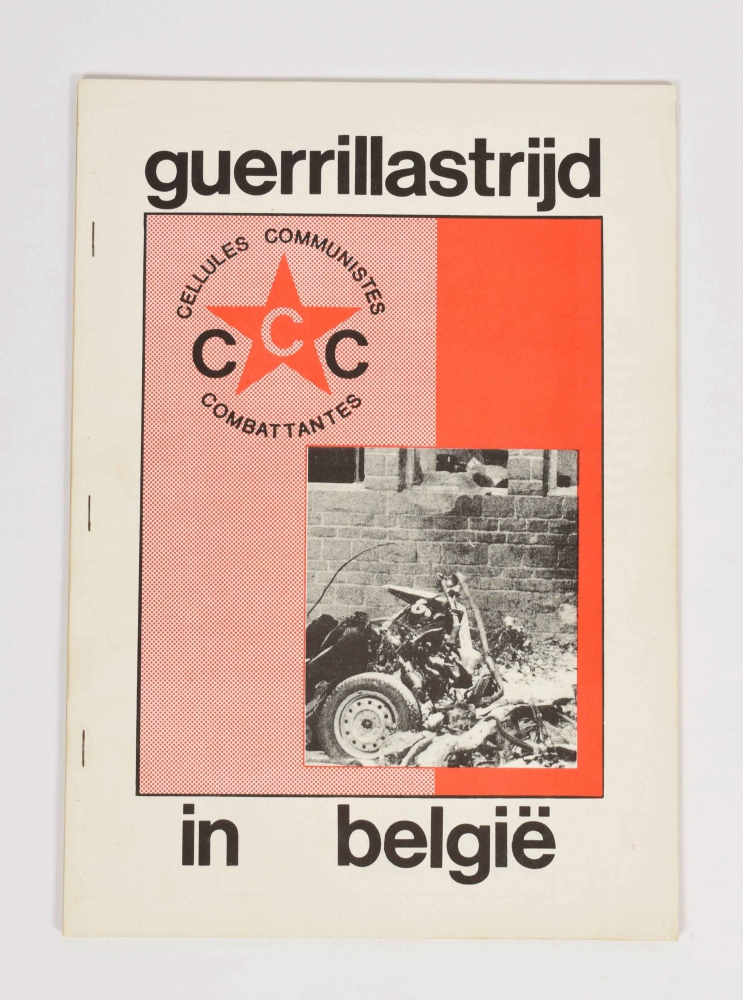 guerrillastrijd
CELLULES COMMUNISTES
C C C
COMBATTANTES
in belgië